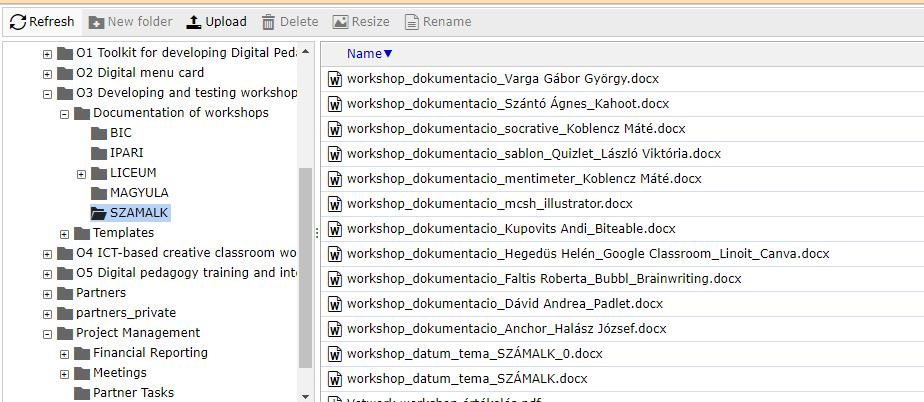 Refresh New folder Upload Delete Resize Rename
O1 Toolkit for developing Digital Peda
O2 Digital menu card
O3 Developing and testing workshop
Documentation of workshops
BIC
IPARI
LICEUM
MAGYULA
SZAMALK
Templates
O4 ICT-based creative classroom wo
O5 Digital pedagogy training and inte
Partners
partners_private
Project Management
Financial Reporting
Meetings
Partner Tasks
Name▼
workshop_dokumentacio_Varga Gábor György.docx
workshop_dokumentacio_Szántó Ágnes_Kahoot.docx
workshop_dokumentacio_socrative_Koblencz Máté.docx
workshop_dokumentacio_sablon_Quizlet_László Viktória.docx
workshop_dokumentacio_mentimeter_Koblencz Máté.docx
workshop_dokumentacio_mcsh_illustrator.docx
workshop_dokumentacio_Kupovits Andi_Biteable.docx
workshop_dokumentacio_Hegedüs Helén_Google Classroom_Linoit_Canva.docx
workshop_dokumentacio_Faltis Roberta_Bubbl_Brainwriting.docx
workshop_dokumentacio_Dávid Andrea_Padlet.docx
workshop_dokumentacio_Anchor_Halász József.docx
workshop_datum_tema_SZÁMALK_0.docx
workshop_datum_tema_SZÁMALK.docx